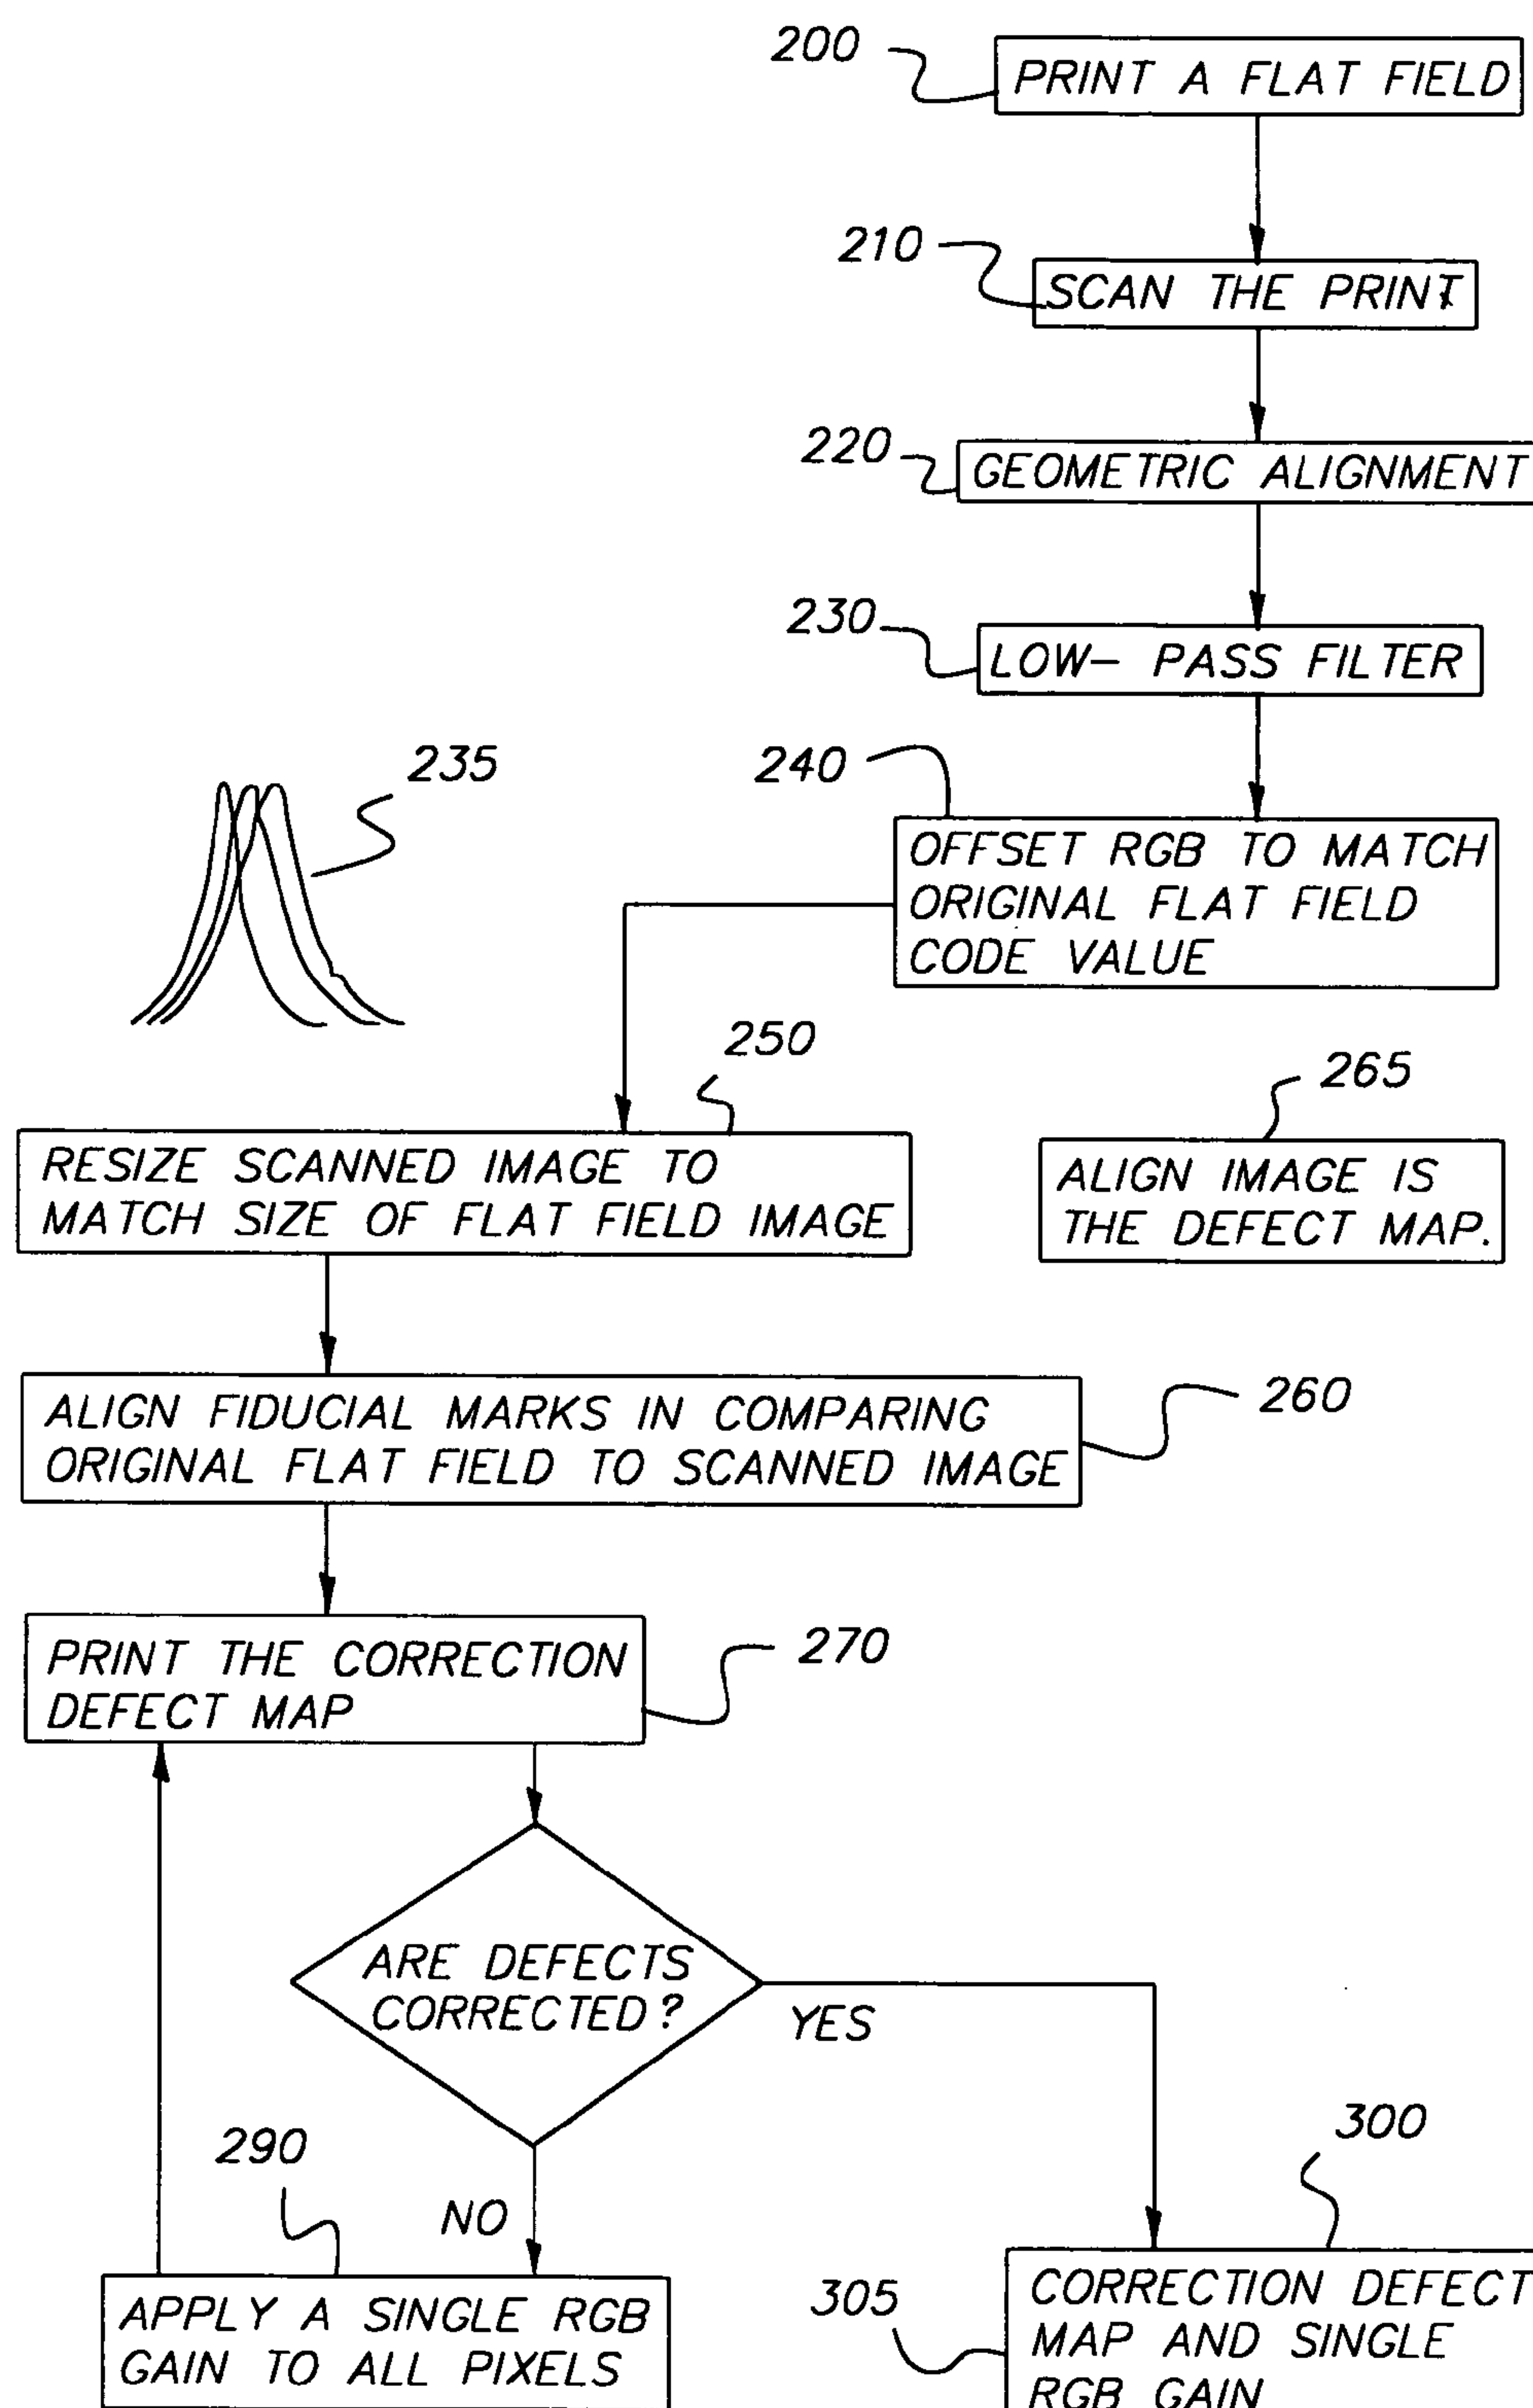 200
PRINT A FLAT FIELD
210
SCAN THE PRINT
220
GEOMETRIC ALIGNMENT
230
LOW- PASS FILTER
235
240
OFFSET RGB TO MATCH
ORIGINAL FLAT FIELD
CODE VALUE
250
RESIZE SCANNED IMAGE TO
MATCH SIZE OF FLAT FIELD IMAGE
265
ALIGN IMAGE IS
THE DEFECT MAP.
ALIGN FIDUCIAL MARKS IN COMPARING
ORIGINAL FLAT FIELD TO SCANNED IMAGE
260
PRINT THE CORRECTION
DEFECT MAP
270
ARE DEFECTS
CORRECTED?
YES
NO
290
APPLY A SINGLE RGB
GAIN TO ALL PIXELS
300
305
CORRECTION DEFECT
MAP AND SINGLE
RGB GAIN